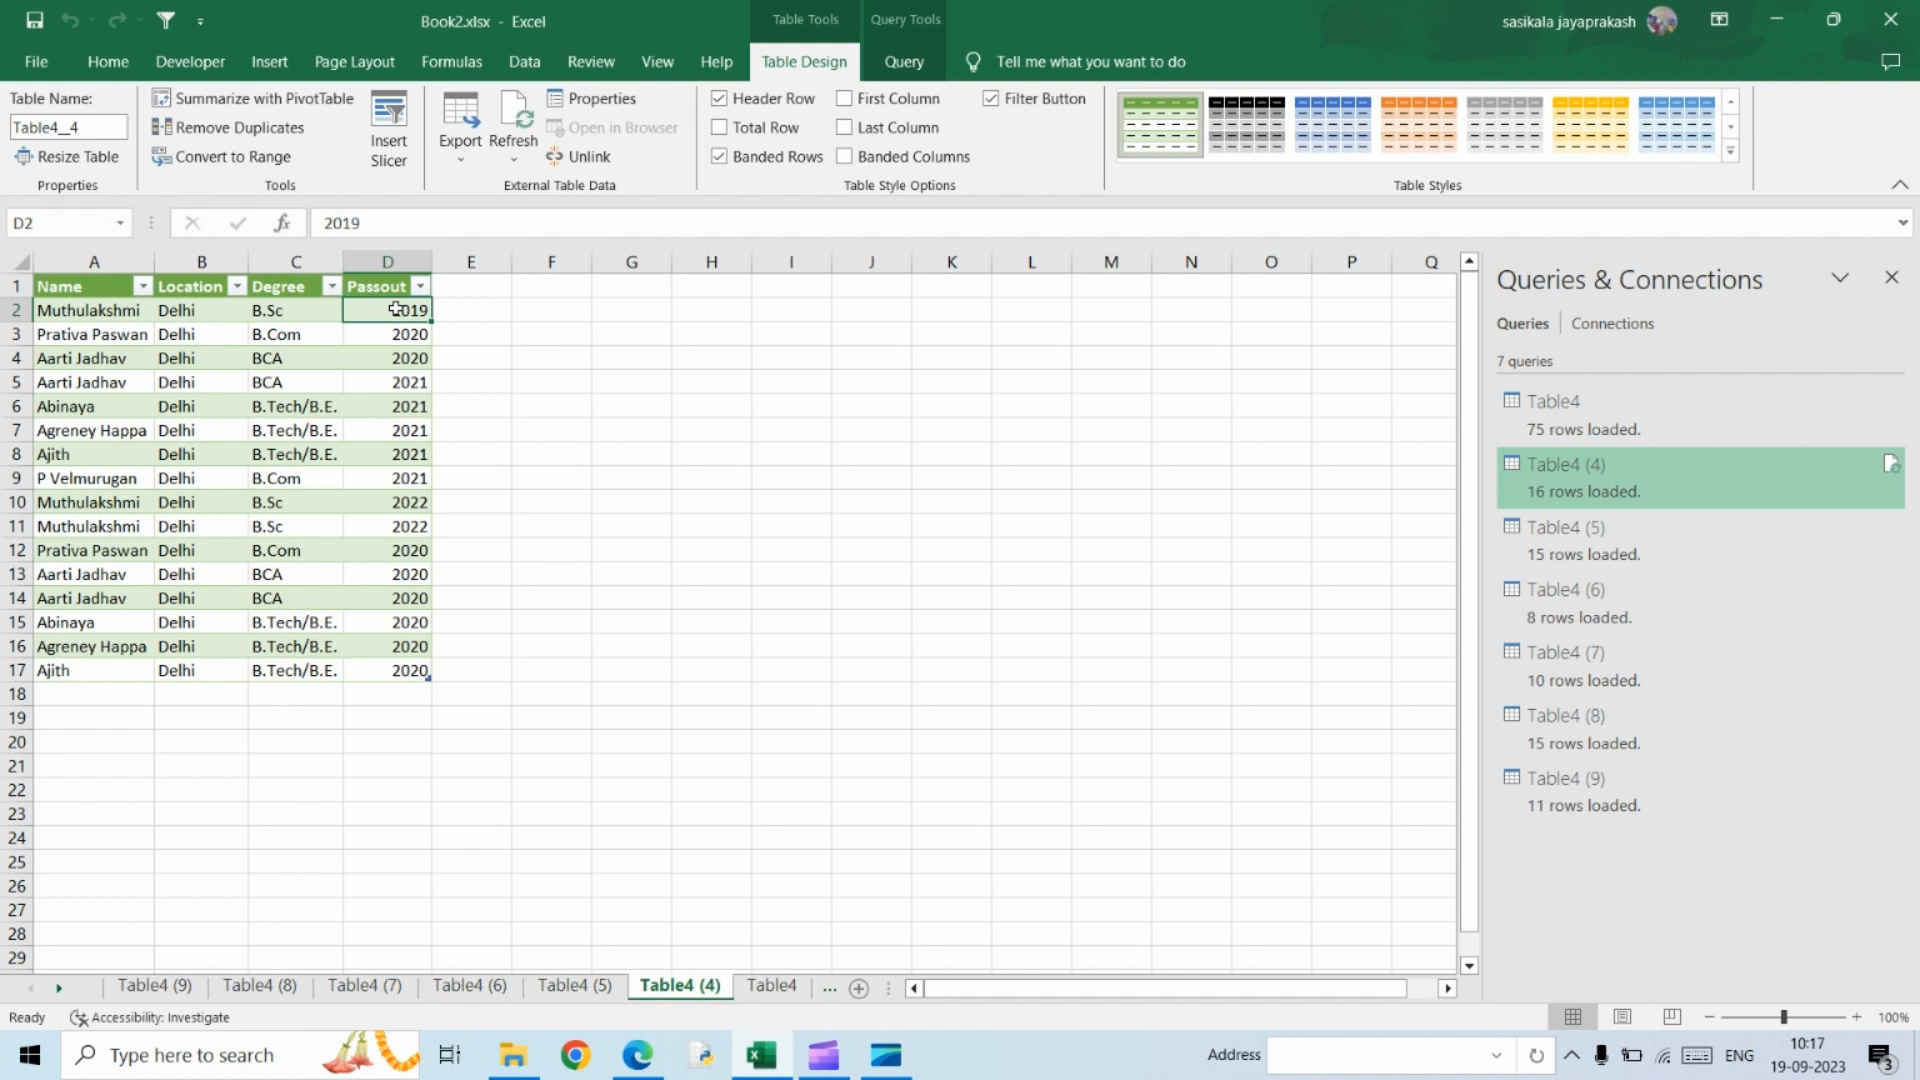 Book2.xlsx - Excel
Table Tools
Query Tools
sasikala jayaprakash
File Home Developer Insert Page Layout Formulas Data Review View Help Table Design Query Tell me what you want to do
Table Name:
Table4__4
Resize Table
Properties
Summarize with PivotTable
Remove Duplicates
Convert to Range
Tools
Insert
Slicer
Export
Refresh
Properties
Open in Browser
Unlink
External Table Data
Header Row
Total Row
Banded Rows
First Column
Last Column
Banded Columns
Filter Button
Table Style Options
Table Styles
D2
fx
2019
A B C D E F G H I J K L M N O P Q
1 Name Location Degree Passout
2 Muthulakshmi Delhi B.Sc 2019
3 Prativa Paswan Delhi B.Com 2020
4 Aarti Jadhav Delhi BCA 2020
5 Aarti Jadhav Delhi BCA 2021
6 Abinaya Delhi B.Tech/B.E. 2021
7 Agreney Happa Delhi B.Tech/B.E. 2021
8 Ajith Delhi B.Tech/B.E. 2021
9 P Velmurugan Delhi B.Com 2021
10 Muthulakshmi Delhi B.Sc 2022
11 Muthulakshmi Delhi B.Sc 2022
12 Prativa Paswan Delhi B.Com 2020
13 Aarti Jadhav Delhi BCA 2020
14 Aarti Jadhav Delhi BCA 2020
15 Abinaya Delhi B.Tech/B.E. 2020
16 Agreney Happa Delhi B.Tech/B.E. 2020
17 Ajith Delhi B.Tech/B.E. 2020
18
19
20
21
22
23
24
25
26
27
28
29
Queries & Connections
Queries Connections
7 queries
Table4
75 rows loaded.
Table4 (4)
16 rows loaded.
Table4 (5)
15 rows loaded.
Table4 (6)
8 rows loaded.
Table4 (7)
10 rows loaded.
Table4 (8)
15 rows loaded.
Table4 (9)
11 rows loaded.
Table4 (9) Table4 (8) Table4 (7) Table4 (6) Table4 (5) Table4 (4) Table4 ...
Ready Accessibility: Investigate
100%
Type here to search
Address
ENG
10:17
19-09-2023
3